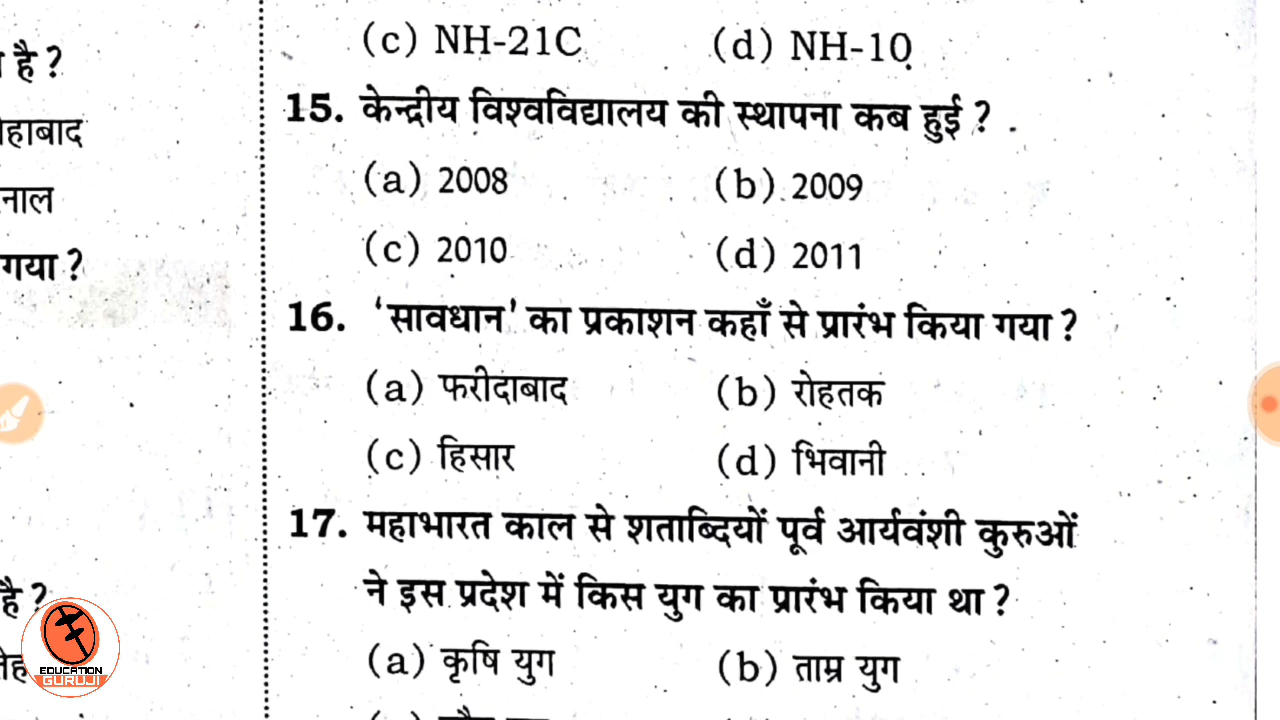 है ?
हाबाद
नाल
गया ?
है ?
(c) NH-21C (d) NH-10
15. केन्द्रीय विश्वविद्यालय की स्थापना कब हुई ?
(a) 2008 (b) 2009
(c) 2010 (d) 2011
16. 'सावधान' का प्रकाशन कहाँ से प्रारंभ किया गया ?
(a) फरीदाबाद (b) रोहतक
(c) हिसार (d) भिवानी
17. महाभारत काल से शताब्दियों पूर्व आर्यवंशी कुरुओं
ने इस प्रदेश में किस युग का प्रारंभ किया था ?
(a) कृषि युग (b) ताम्र युग
EDUCATION
GURUJI